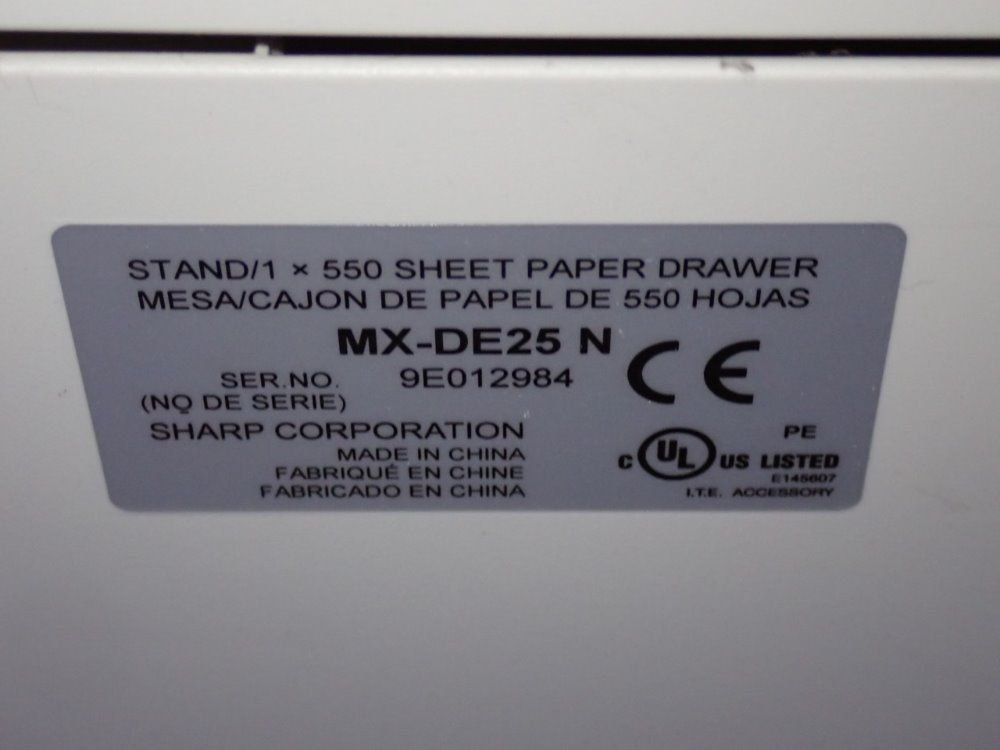 STAND/1 × 550 SHEET PAPER DRAWER
MESA/CAJON DE PAPEL DE 550 HOJAS
MX-DE25 N
SER.NO. 9E012984
(NO DE SERIE)
CE
SHARP CORPORATION
MADE IN CHINA
FABRIQUÉ EN CHINE
FABRICADO EN CHINA
PE
C UL US LISTED
E145607
I.T.E. ACCESSORY